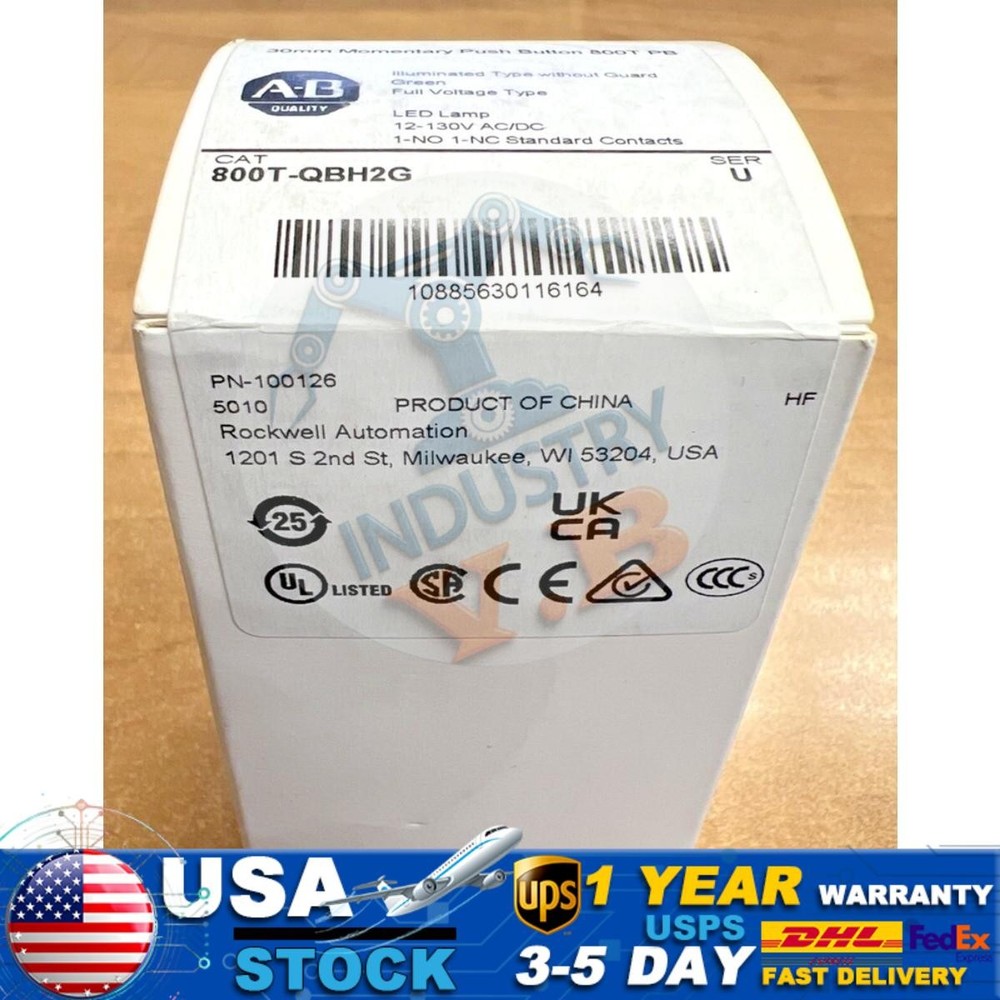 30mm Momentary Push Button 800T PB
A-B
QUALITY
Illuminated Type without Guard
Green
Full Voltage Type
LED Lamp
12-130V AC/DC
1-NO 1-NC Standard Contacts
CAT
SER
800T-QBH2G
U
10885630116164
PN-100126
5010
PRODUCT OF CHINA
HF
Rockwell Automation
1201 S 2nd St, Milwaukee, WI 53204, USA
25
UK
CA
UL LISTED
SA
CE
CCC S
INDUSTRY
Y.B
USA
STOCK
ups
1 YEAR WARRANTY
USPS
3-5 DAY
DHL
FedEx
Express
FAST DELIVERY